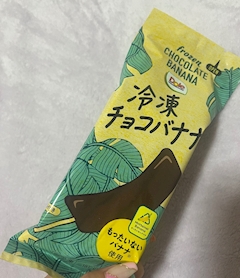 frozen
CHOCOLATE
BANANA
Dole
冷凍
チョコバナナ
もったいない
バナナ
使用